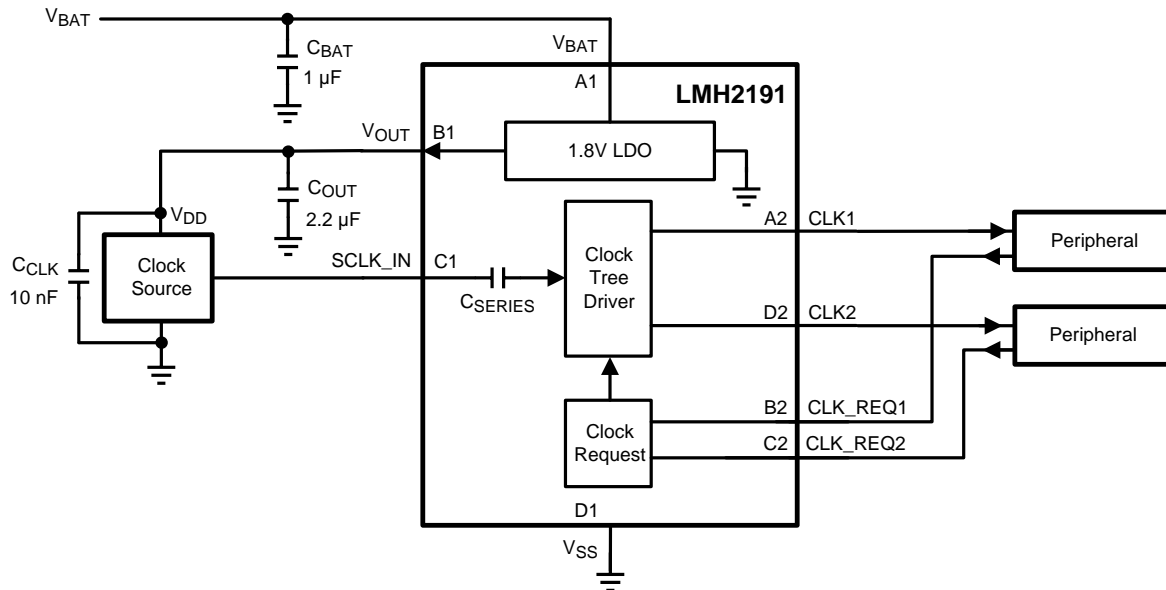 VBAT
CBAT
1 µF
VBAT
A1
LMH2191
VOUT
B1
1.8V LDO
COUT
2.2 µF
VDD
CCLK
10 nF
Clock
Source
SCLK_IN
C1
CSERIES
Clock
Tree
Driver
A2
CLK1
Peripheral
D2
CLK2
Peripheral
Clock
Request
B2
CLK_REQ1
C2
CLK_REQ2
D1
VSS